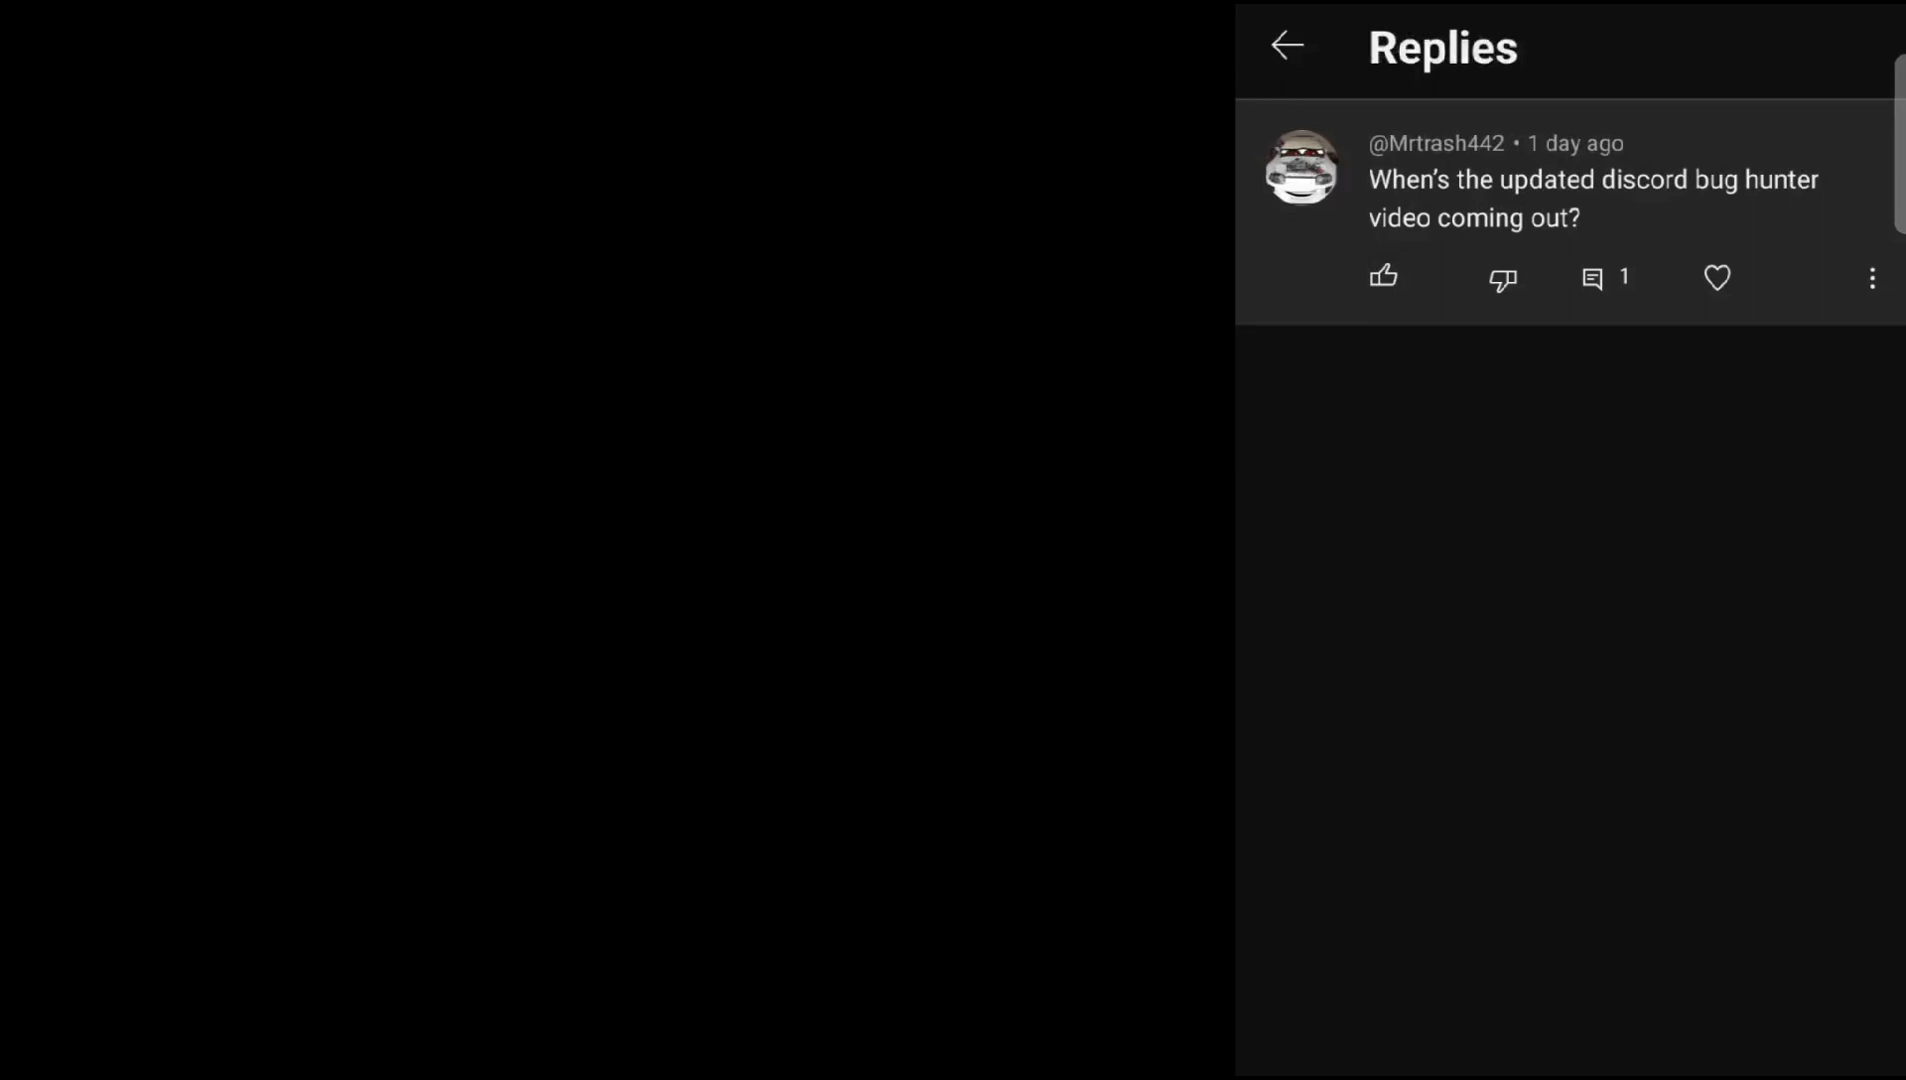 Replies
@Mrtrash442 • 1 day ago
When’s the updated discord bug hunter
video coming out?
1